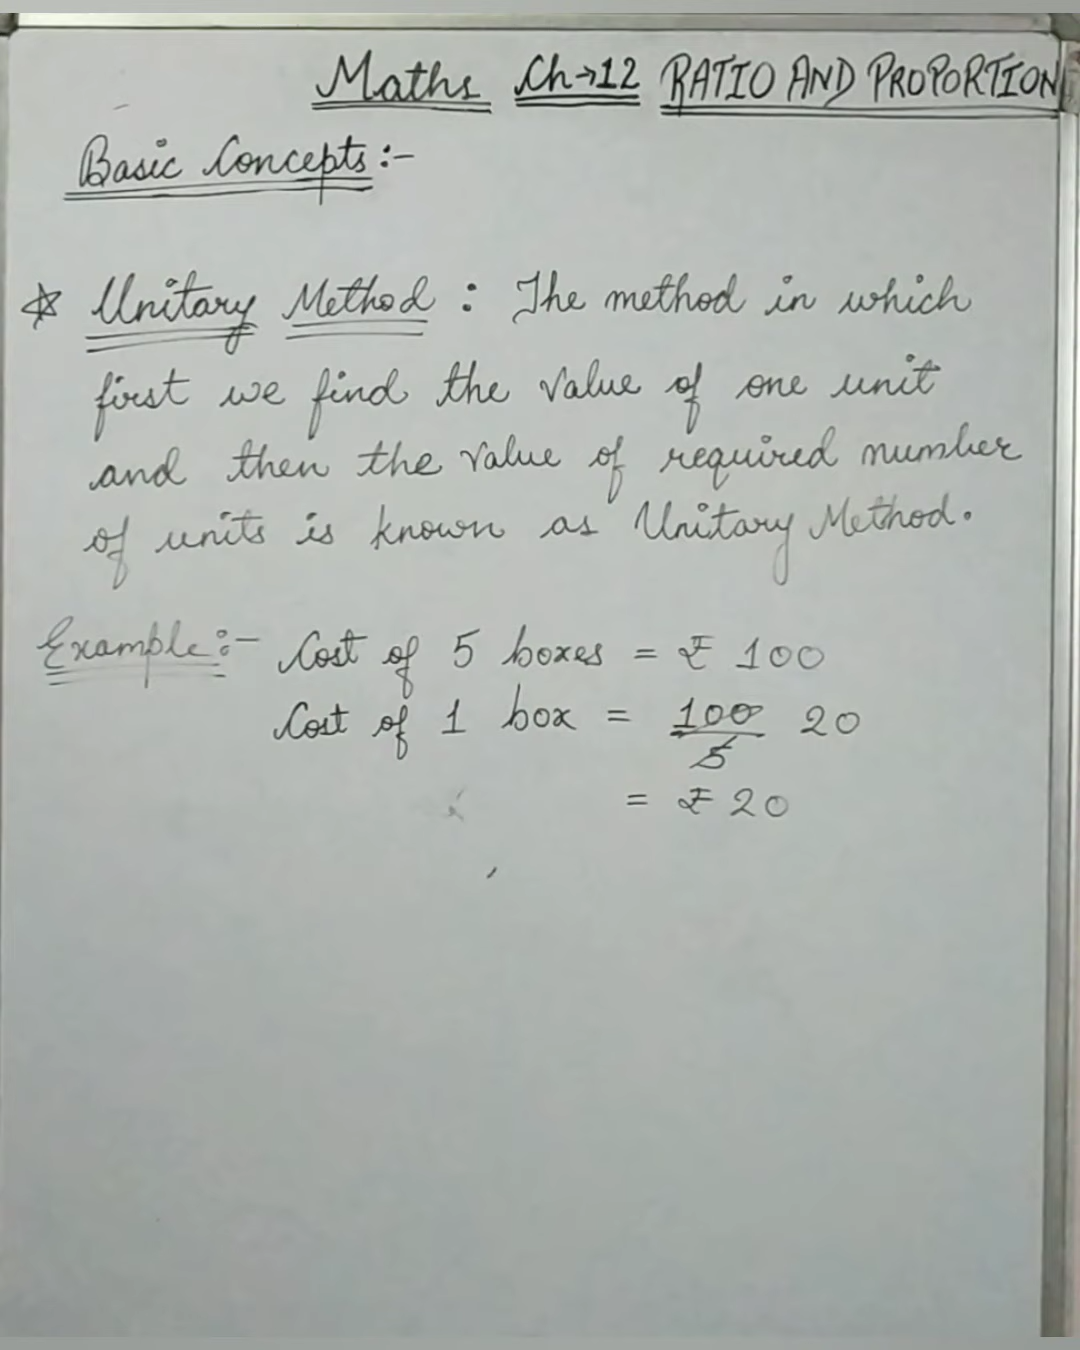 Maths Ch→12 RATIO AND PROPORTION
Basic Concepts :-
☆ Unitary Method : The method in which
first we find the value of one unit
and then the value of required number
of units is known as Unitary Method.
Example :- Cost of 5 boxes = ₹ 100
Cost of 1 box = 100/5 20
= ₹ 20